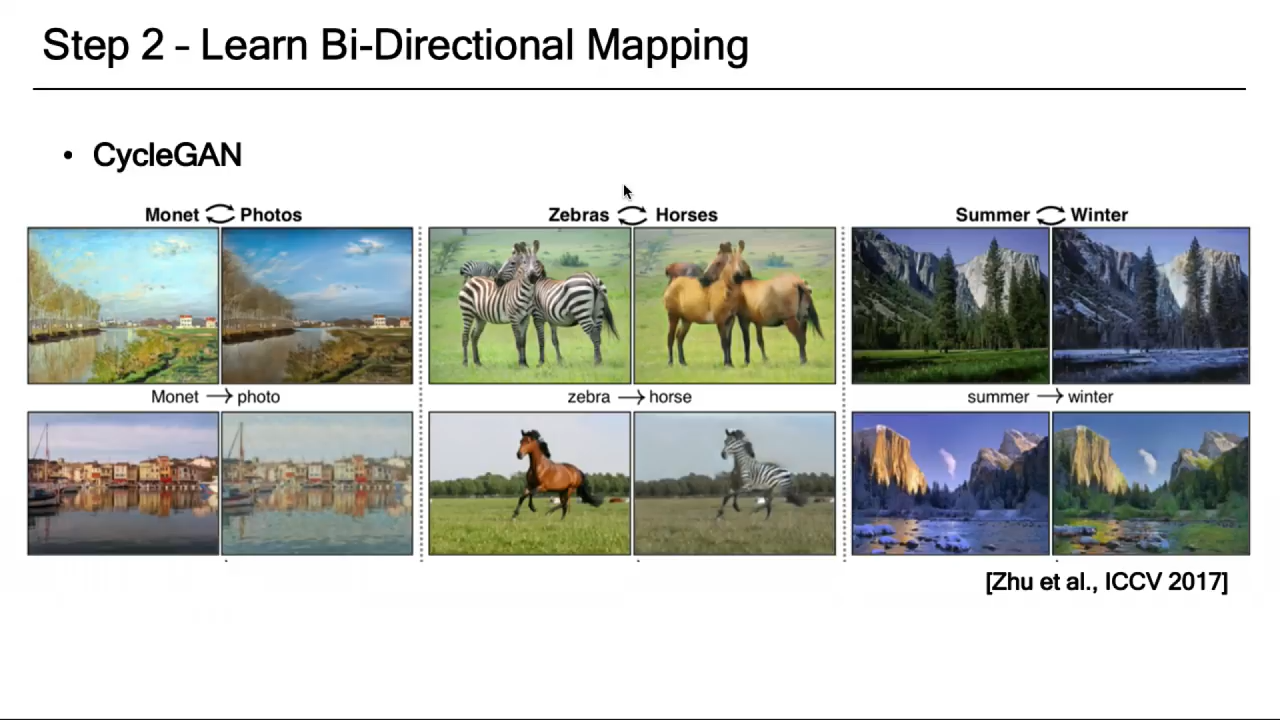 Step 2 – Learn Bi-Directional Mapping
• CycleGAN
Monet Photos
Zebras Horses
Summer Winter
Monet → photo
zebra → horse
summer → winter
[Zhu et al., ICCV 2017]